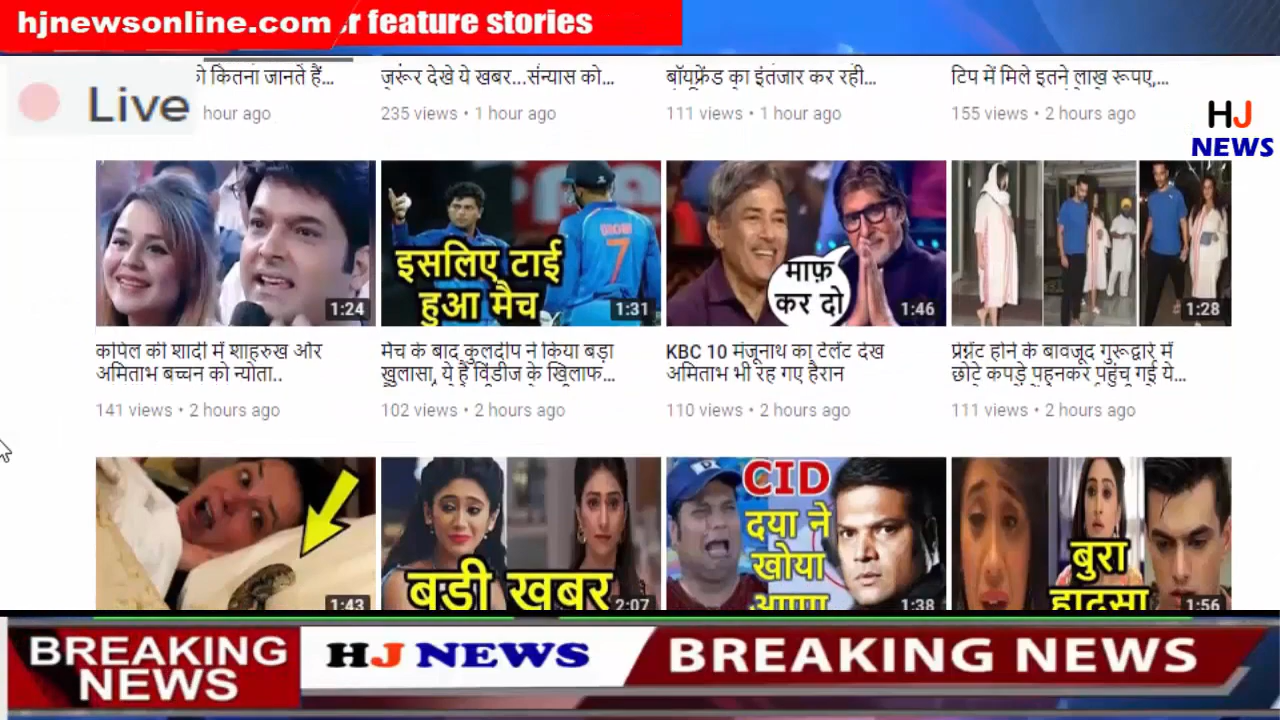 hjnewsonline.com r feature stories
Live
को कितना जानते हैं...
hour ago
ज़रूर देखे ये खबर...सन्यास को...
235 views • 1 hour ago
बॉयफ्रेंड का इंतजार कर रही...
111 views • 1 hour ago
टिप में मिले इतने लाख रूपए,...
155 views • 2 hours ago
HJ
NEWS
1:24
इसलिए टाई
हुआ मैच
7
1:31
माफ़
कर दो
1:46
1:28
कपिल की शादी में शाहरुख और
अमिताभ बच्चन को न्योता..
141 views • 2 hours ago
मैच के बाद कुलदीप ने किया बड़ा
खुलासा, ये है विंडीज के खिलाफ...
102 views • 2 hours ago
KBC 10 मंजूनाथ का टैलेंट देख
अमिताभ भी रह गए हैरान
110 views • 2 hours ago
प्रेग्नेंट होने के बावजूद गुरूद्वारे में
छोटे कपड़े पहनकर पहुंच गई ये...
111 views • 2 hours ago
1:43
बड़ी खबर
2:07
CID
दया ने
खोया
1:38
बुरा
हादसा
1:56
BREAKING
NEWS
HJ NEWS
BREAKING NEWS